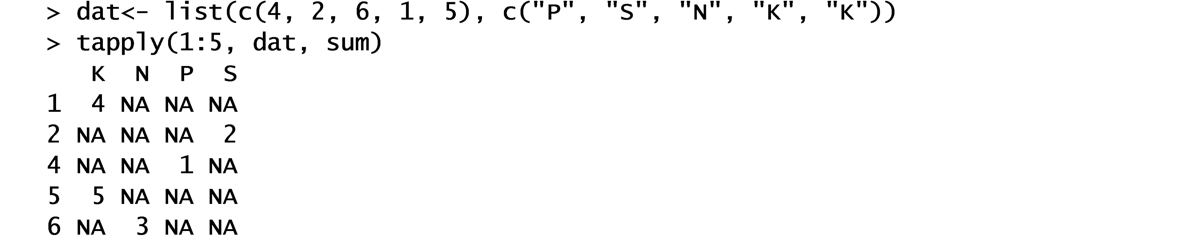 > dat<- list(c(4, 2, 6, 1, 5), c("P", "S", "N", "K", "K"))
> tapply(1:5, dat, sum)
   K  N  P  S
1  4 NA NA NA
2 NA NA NA  2
4 NA NA  1 NA
5  5 NA NA NA
6 NA  3 NA NA